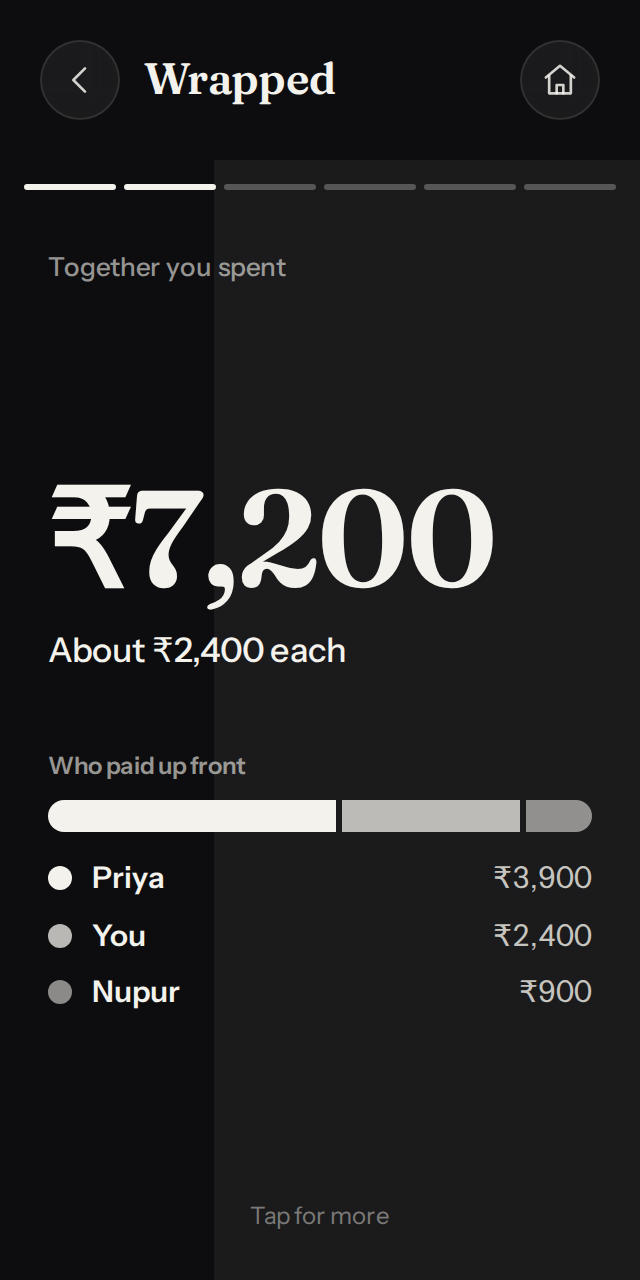 Wrapped
Together you spent
₹7,200
About ₹2,400 each
Who paid up front
Priya ₹3,900
You ₹2,400
Nupur ₹900
Tap for more